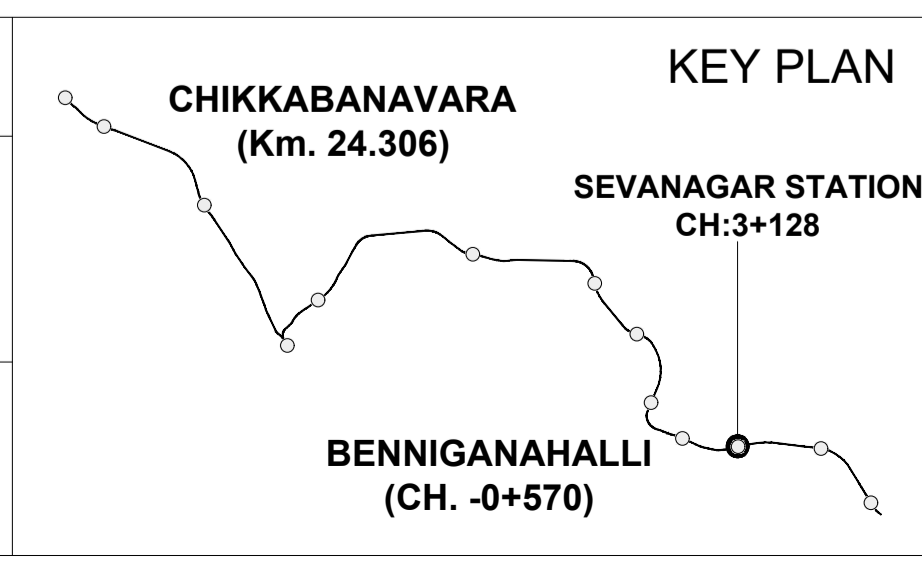 KEY PLAN
CHIKKABANAVARA
(Km. 24.306)
SEVANAGAR STATION
CH:3+128
BENNIGANAHALLI
(CH. -0+570)